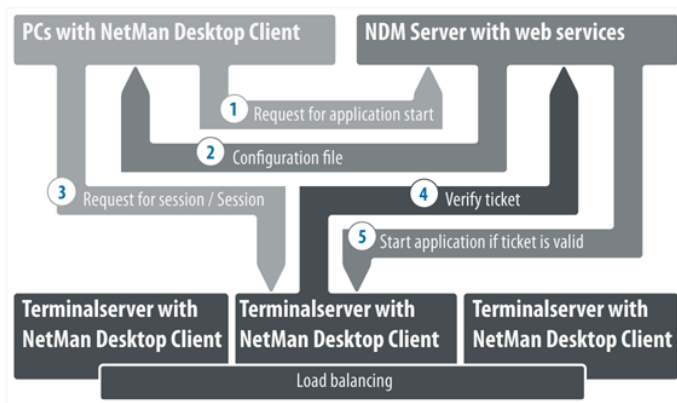 PCs with NetMan Desktop Client
NDM Server with web services
1
Request for application start
2
Configuration file
3
Request for session / Session
4
Verify ticket
5
Start application if ticket is valid
Terminalserver with
NetMan Desktop Client
Terminalserver with
NetMan Desktop Client
Terminalserver with
NetMan Desktop Client
Load balancing